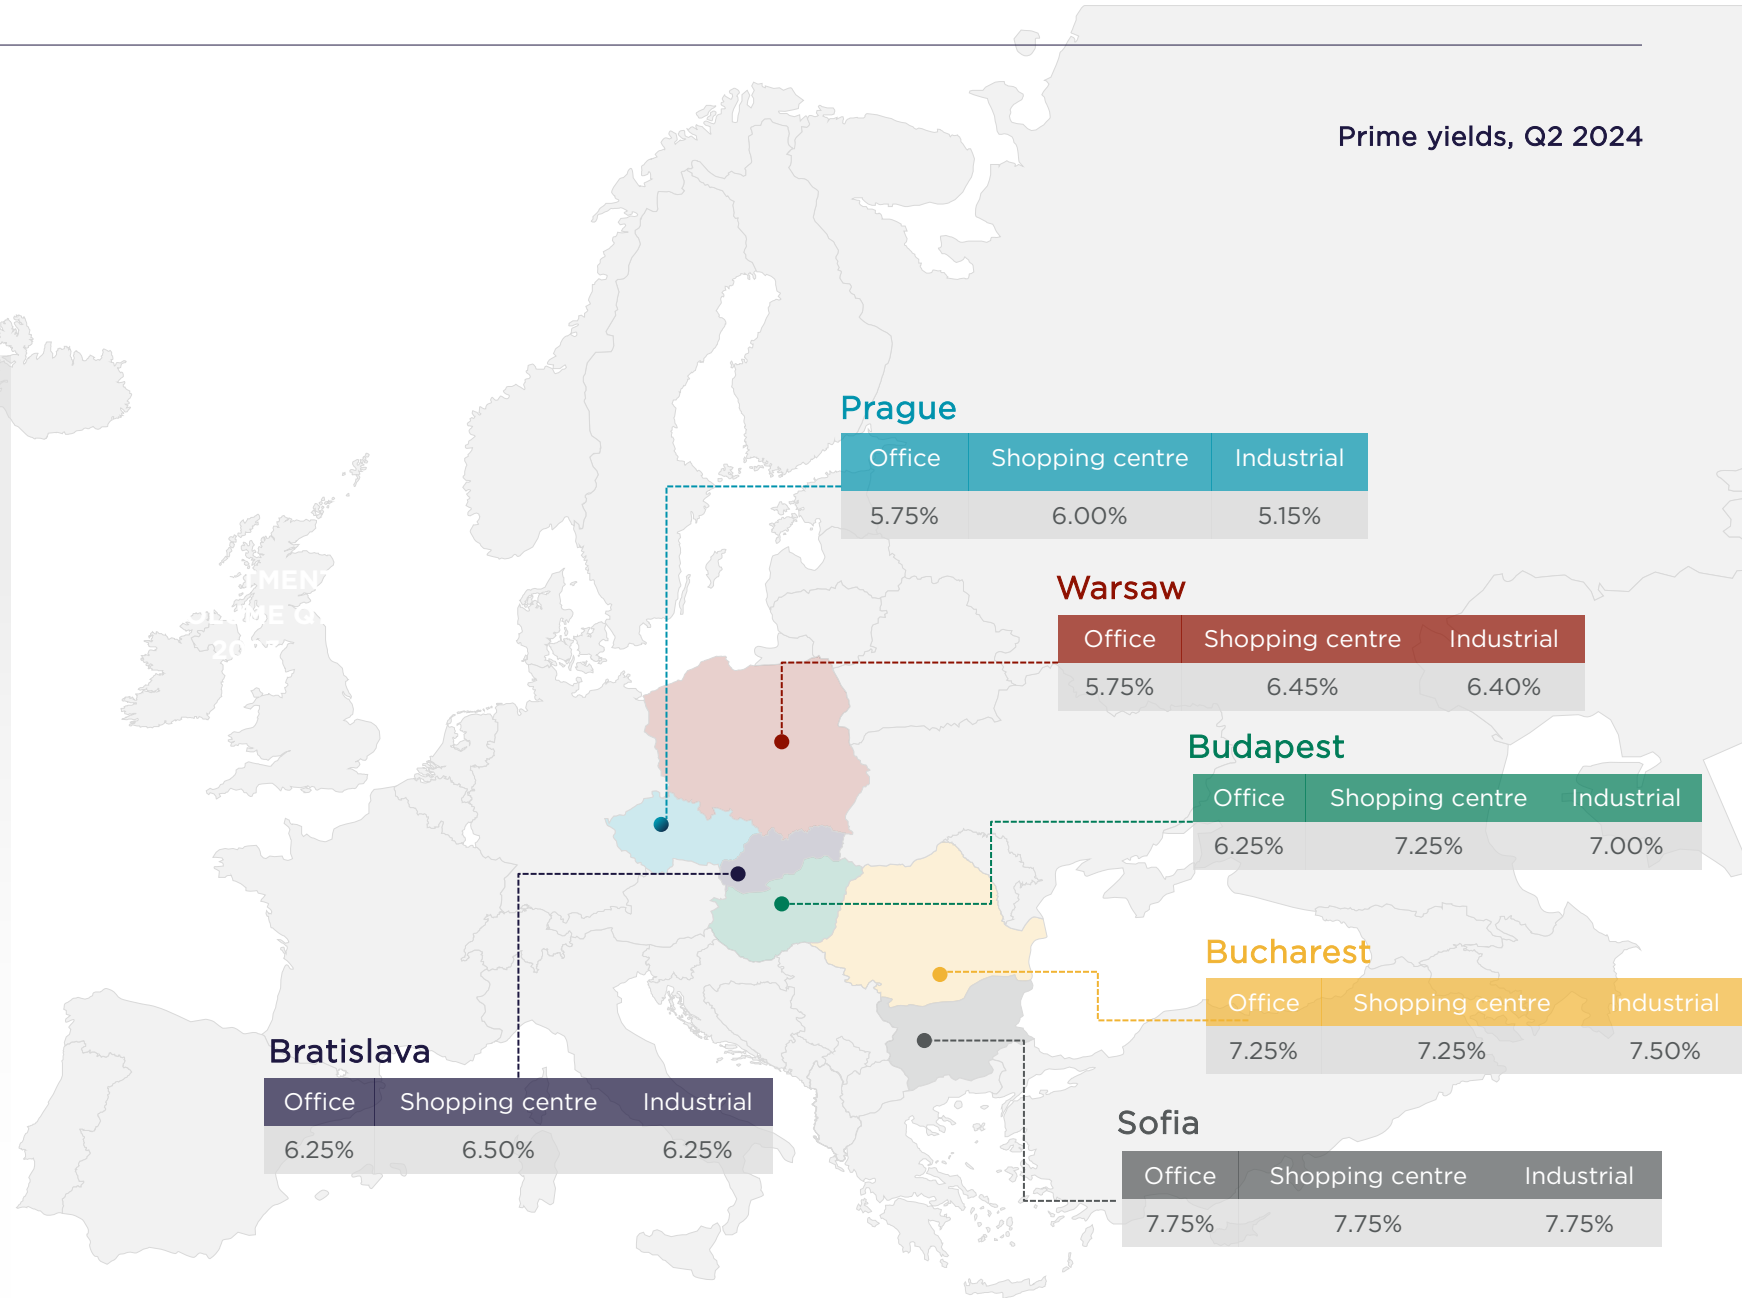 Prime yields, Q2 2024
Prague
Office Shopping centre Industrial
5.75% 6.00% 5.15%
Warsaw
Office Shopping centre Industrial
5.75% 6.45% 6.40%
Budapest
Office Shopping centre Industrial
6.25% 7.25% 7.00%
Bucharest
Office Shopping centre Industrial
7.25% 7.25% 7.50%
Bratislava
Office Shopping centre Industrial
6.25% 6.50% 6.25%
Sofia
Office Shopping centre Industrial
7.75% 7.75% 7.75%